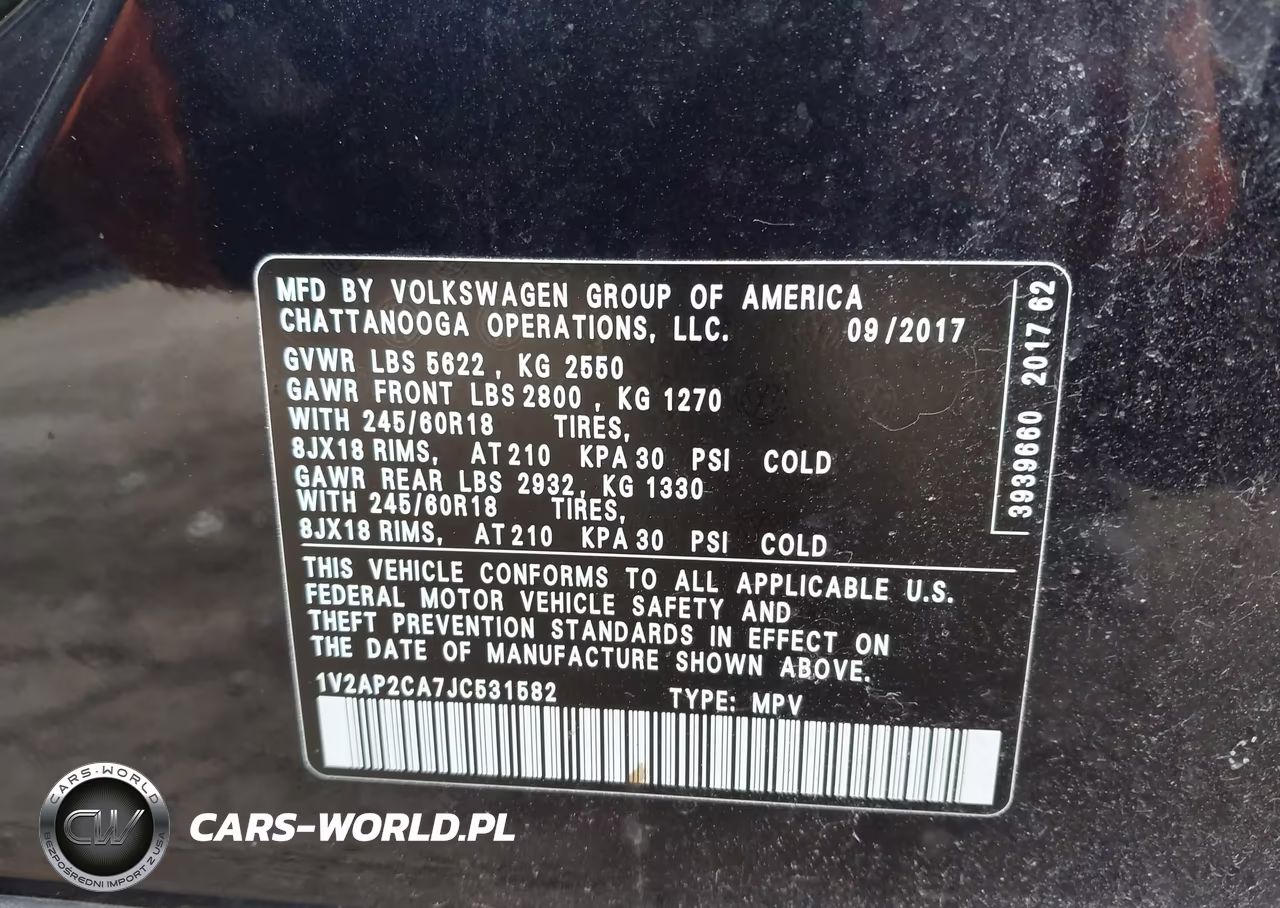 MFD BY VOLKSWAGEN GROUP OF AMERICA
CHATTANOOGA OPERATIONS, LLC. 09/2017
GVWR LBS 5622 , KG 2550
GAWR FRONT LBS 2800 , KG 1270
WITH 245/60R18 TIRES,
8JX18 RIMS, AT 210 KPA 30 PSI COLD
GAWR REAR LBS 2932, KG 1330
WITH 245/60R18 TIRES,
8JX18 RIMS, AT 210 KPA 30 PSI COLD
THIS VEHICLE CONFORMS TO ALL APPLICABLE U.S.
FEDERAL MOTOR VEHICLE SAFETY AND
THEFT PREVENTION STANDARDS IN EFFECT ON
THE DATE OF MANUFACTURE SHOWN ABOVE.
1V2AP2CA7JC531582 TYPE: MPV
3939660 2017 62
CARS-WORLD
CW
BEZPOŚREDNI IMPORT Z USA
CARS-WORLD.PL